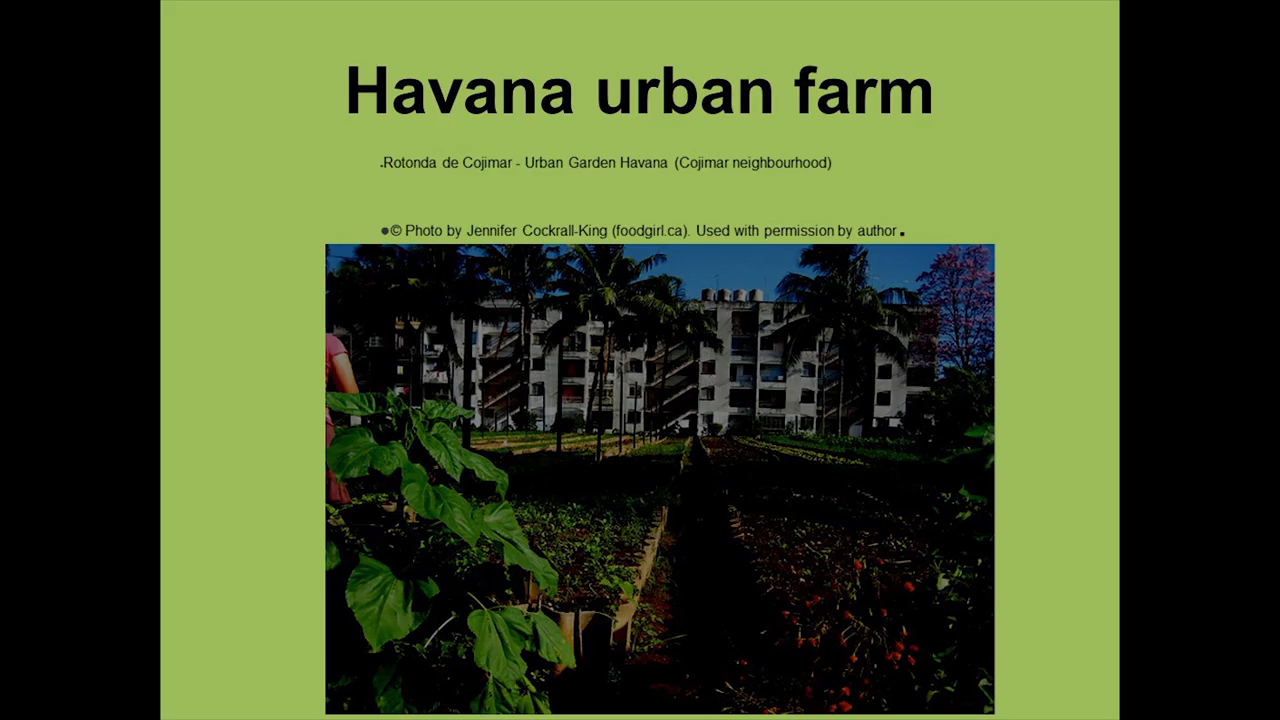 Havana urban farm
.Rotonda de Cojimar - Urban Garden Havana (Cojimar neighbourhood)
●© Photo by Jennifer Cockrall-King (foodgirl.ca). Used with permission by author.